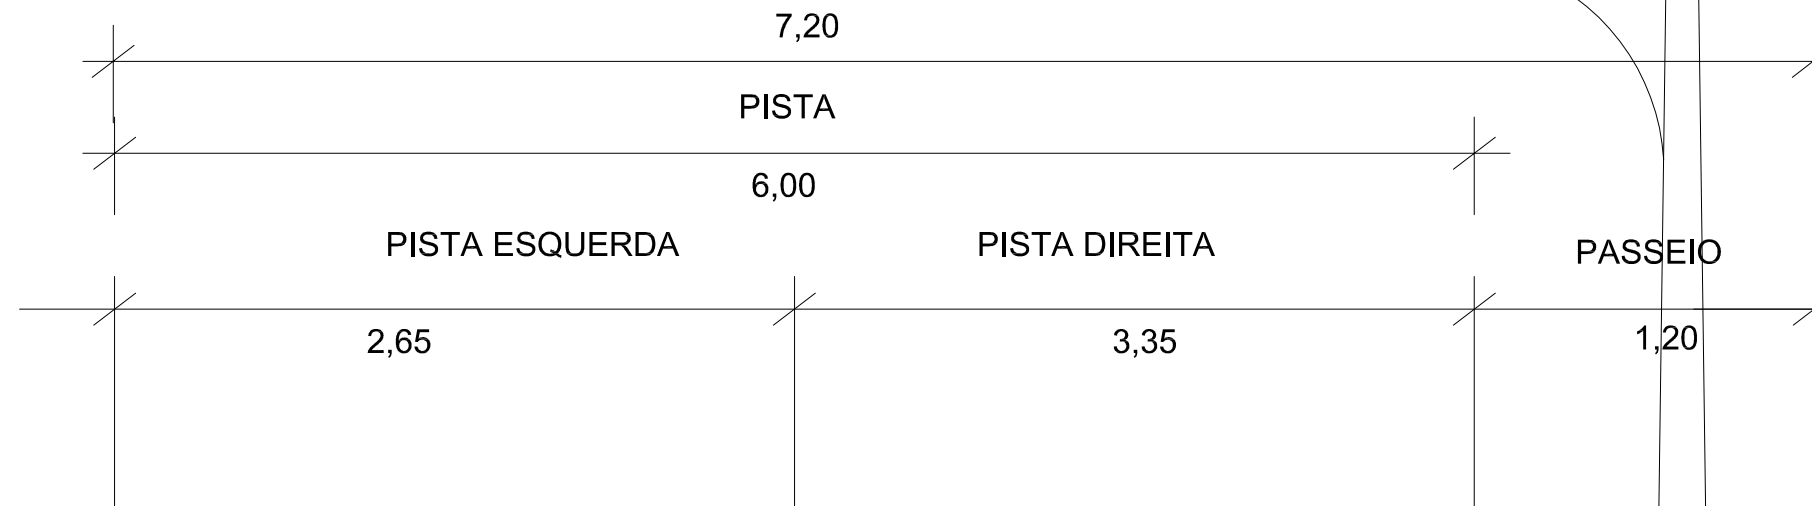 7,20
PISTA
6,00
PISTA ESQUERDA PISTA DIREITA PASSEIO
2,65 3,35 1,20